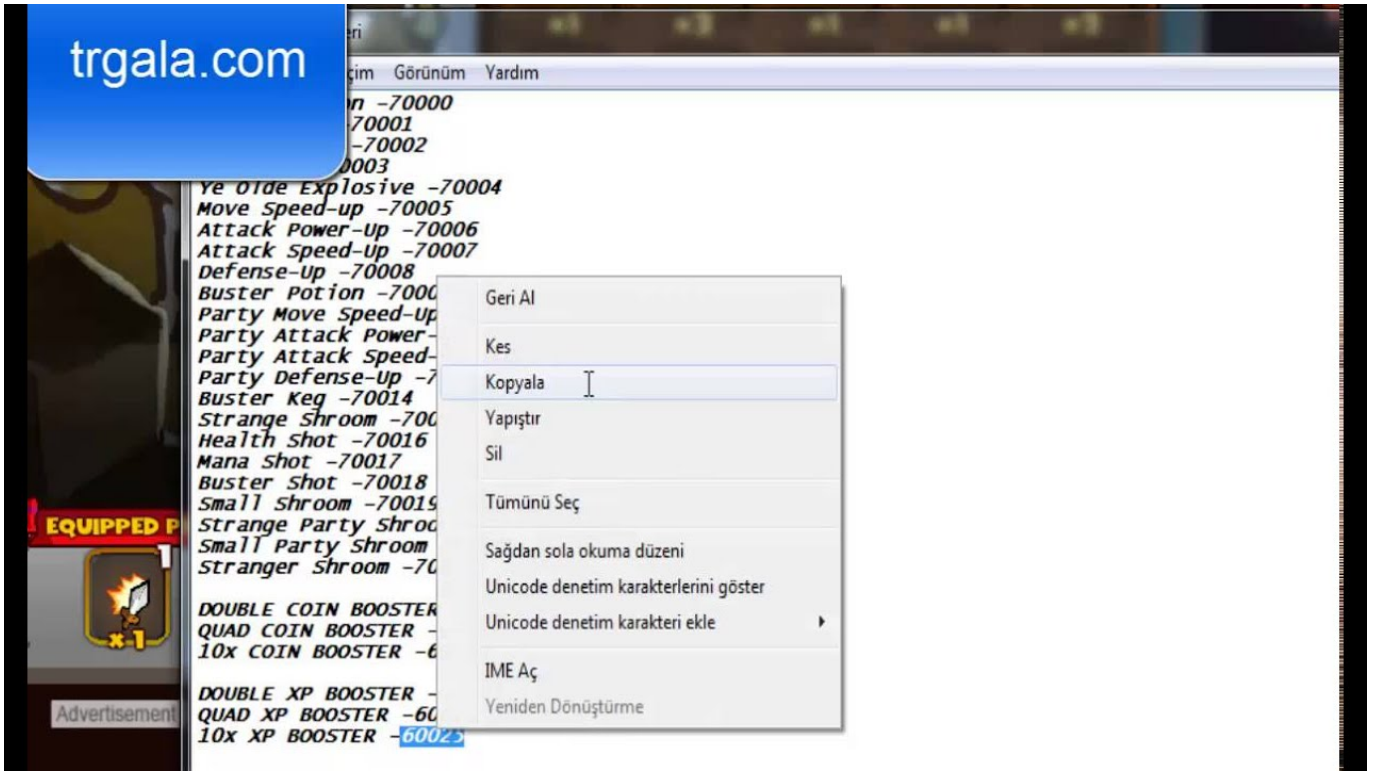 trgala.com
Görünüm Yardım
-70000
-70001
-70002
Ye Olde Explosive -70004
Move Speed-up -70005
Attack Power-Up -70006
Attack Speed-Up -70007
Defense-Up -70008
Buster Potion
Party Move Speed-Up
Party Attack Power-
Party Attack Speed-
Party Defense-Up
Buster Keg -70014
Strange Shroom
Health Shot -70016
Mana Shot -70017
Buster Shot -70018
Small Shroom -70019
Strange Party
Small Party Shroom
Stranger Shroom
DOUBLE COIN BOOSTER
QUAD COIN BOOSTER -
10x COIN BOOSTER
DOUBLE XP BOOSTER -
QUAD XP BOOSTER
10x XP BOOSTER -60023
Geri Al
Kes
Kopyala
Yapıştır
Sil
Tümünü Seç
Sağdan sola okuma düzeni
Unicode denetim karakterlerini göster
Unicode denetim karakteri ekle
IME Aç
Yeniden Dönüştürme
EQUIPPED
1
x1
Advertisement